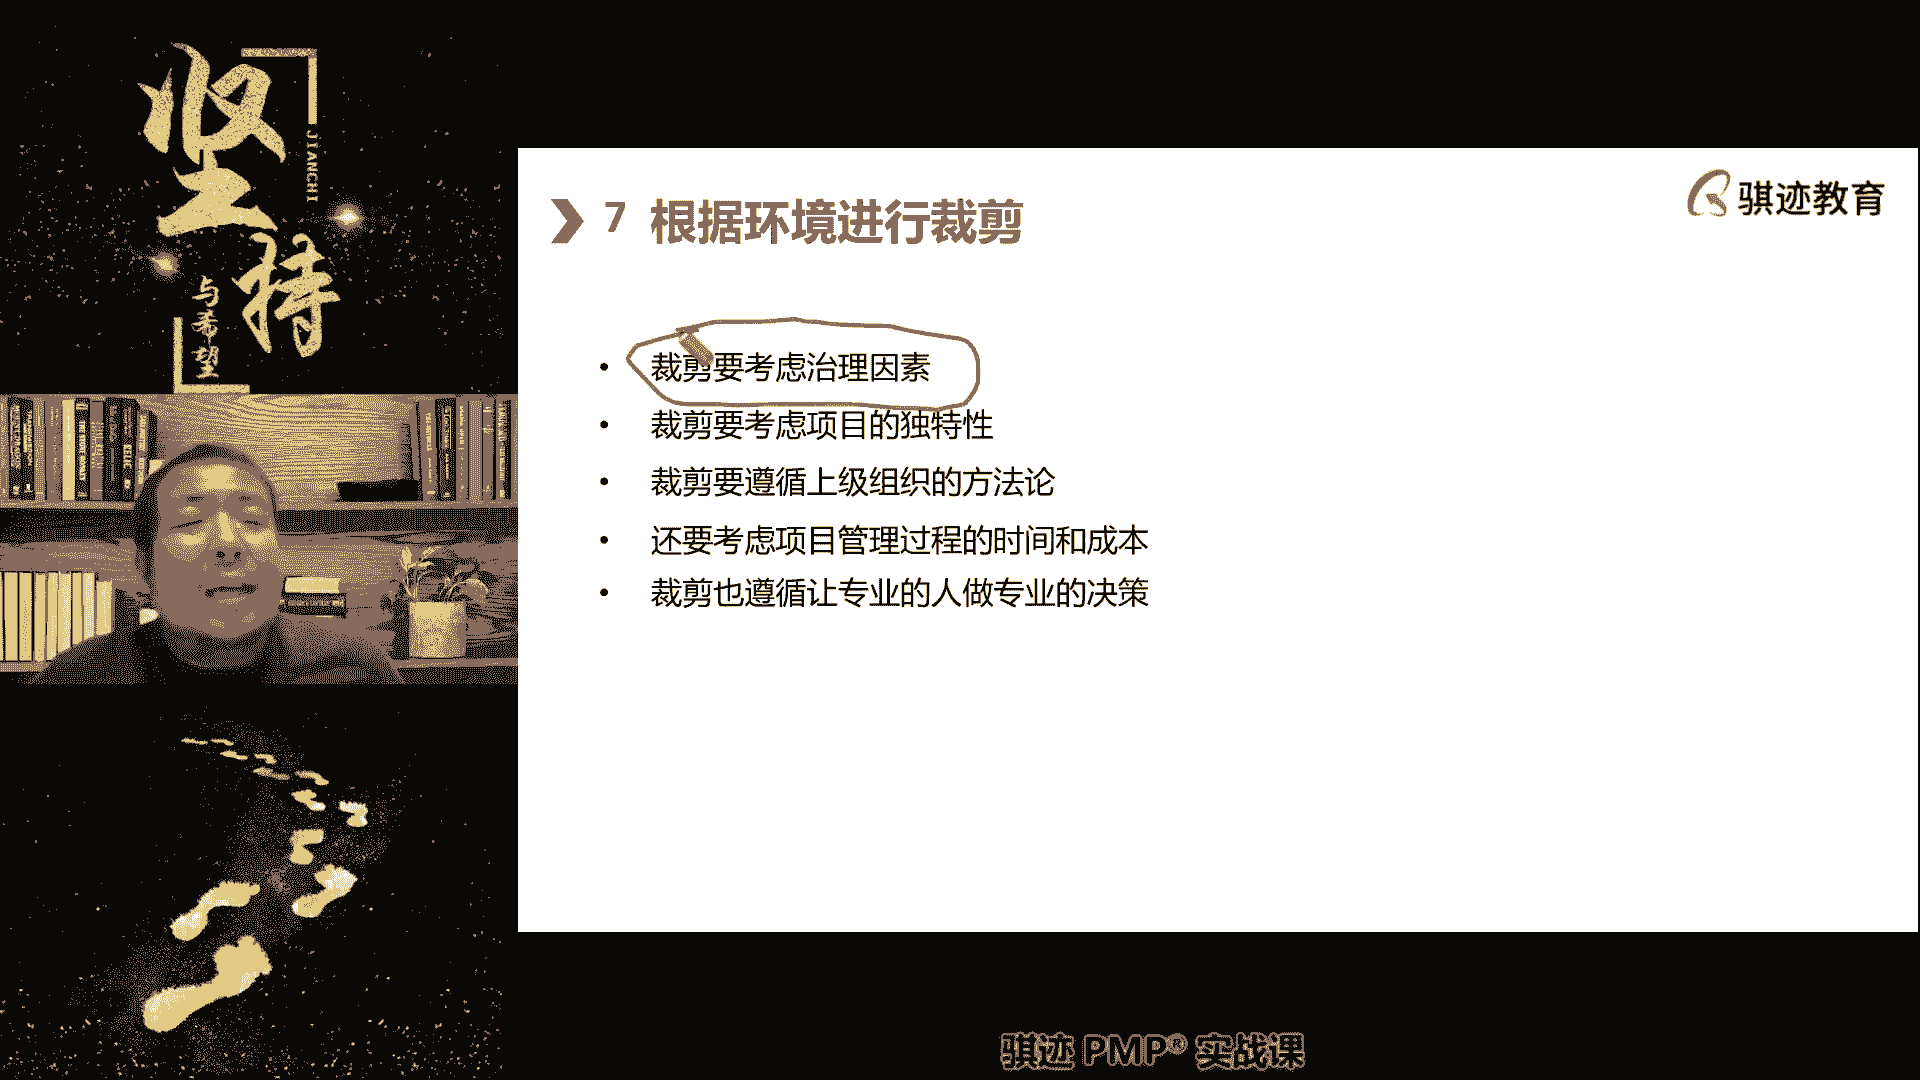 坚持
JIANCHI
与希望
骐迹教育
7 根据环境进行裁剪
• 裁剪要考虑治理因素
• 裁剪要考虑项目的独特性
• 裁剪要遵循上级组织的方法论
• 还要考虑项目管理过程的时间和成本
• 裁剪也遵循让专业的人做专业的决策
骐迹 PMP® 实战课